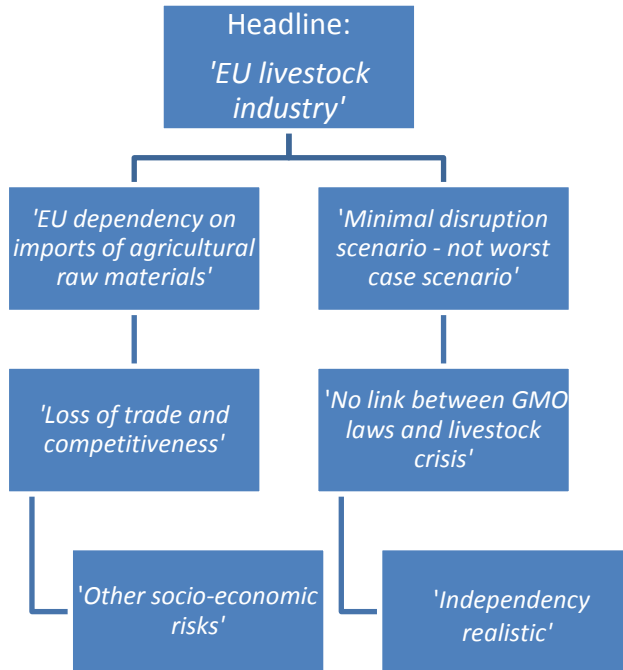 Headline:
'EU livestock
industry'
'EU dependency on
imports of agricultural
raw materials'
'Minimal disruption
scenario - not worst
case scenario'
'Loss of trade and
competitiveness'
'No link between GMO
laws and livestock
crisis'
'Other socio-economic
risks'
'Independency
realistic'